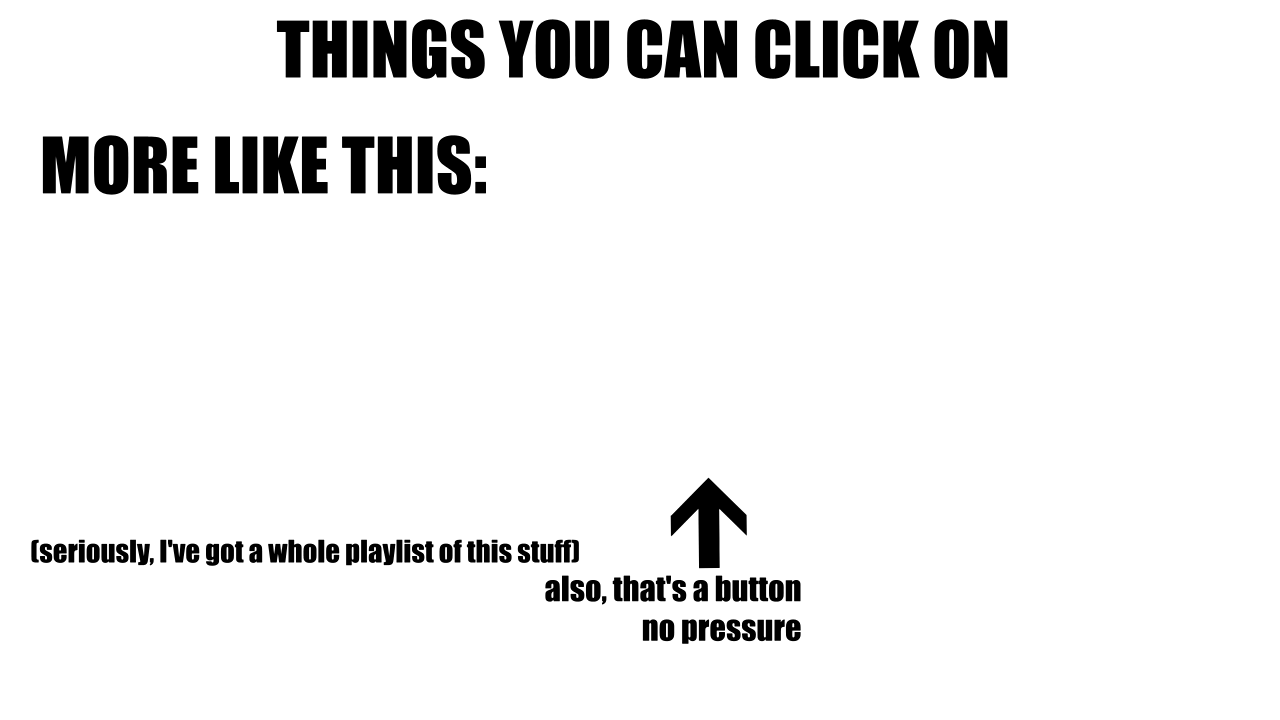 THINGS YOU CAN CLICK ON
MORE LIKE THIS:
(seriously, I've got a whole playlist of this stuff)
also, that's a button
no pressure